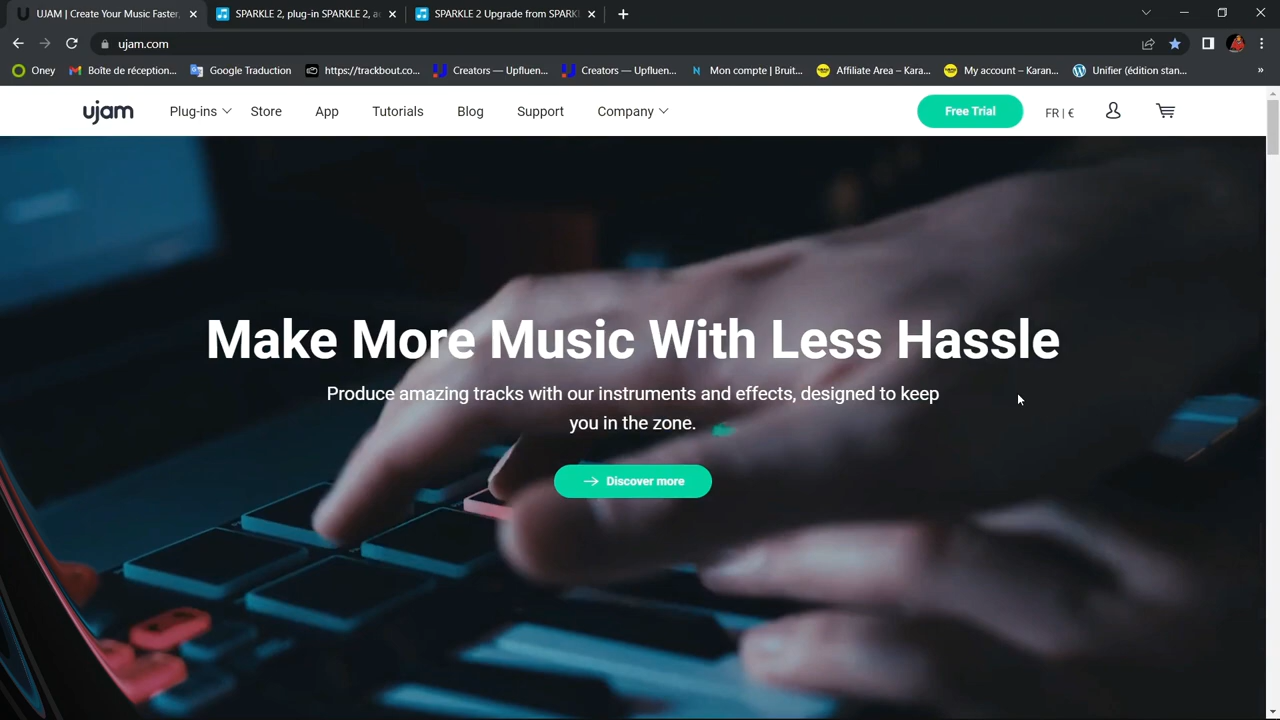 UJAM | Create Your Music Faster,
SPARKLE 2, plug-in SPARKLE 2, a
SPARKLE 2 Upgrade from SPARK
ujam.com
Oney
Boîte de réception...
Google Traduction
https://trackbout.co...
Creators — Upfluen...
Creators — Upfluen...
Mon compte | Bruit...
Affiliate Area – Kara...
My account – Karan...
Unifier (édition stan...
»
ujam
Plug-ins
Store
App
Tutorials
Blog
Support
Company
Free Trial
FR | €
Make More Music With Less Hassle
Produce amazing tracks with our instruments and effects, designed to keep
you in the zone.
Discover more